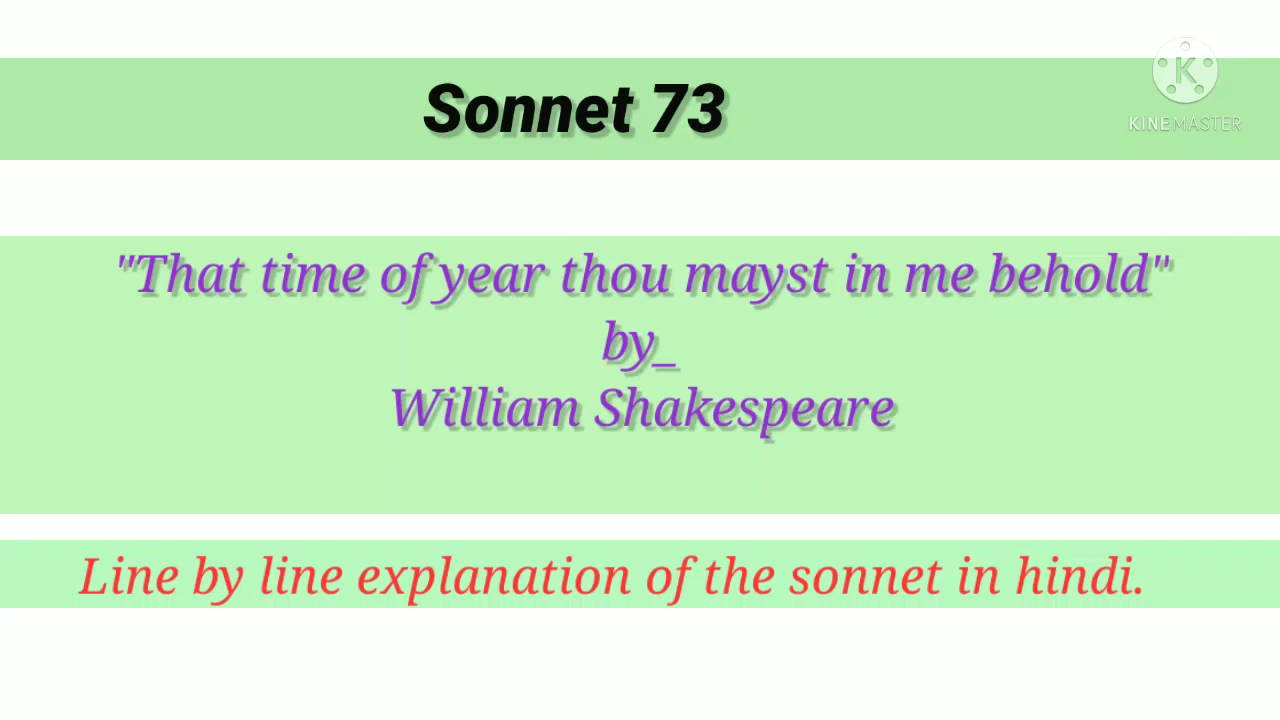 Sonnet 73
K
KINEMASTER
"That time of year thou mayst in me behold"
by_
William Shakespeare
Line by line explanation of the sonnet in hindi.